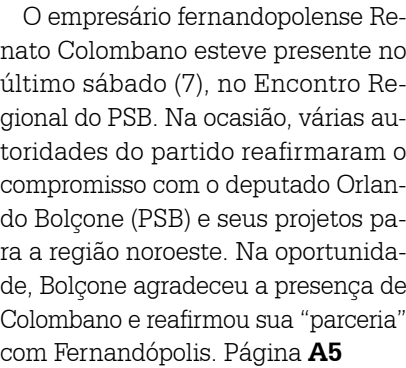 O empresário fernandopolense Re-
nato Colombano esteve presente no
último sábado (7), no Encontro Re-
gional do PSB. Na ocasião, várias au-
toridades do partido reafirmaram o
compromisso com o deputado Orlan-
do Bolçone (PSB) e seus projetos pa-
ra a região noroeste. Na oportunida-
de, Bolçone agradeceu a presença de
Colombano e reafirmou sua “parceria”
com Fernandópolis. Página A5